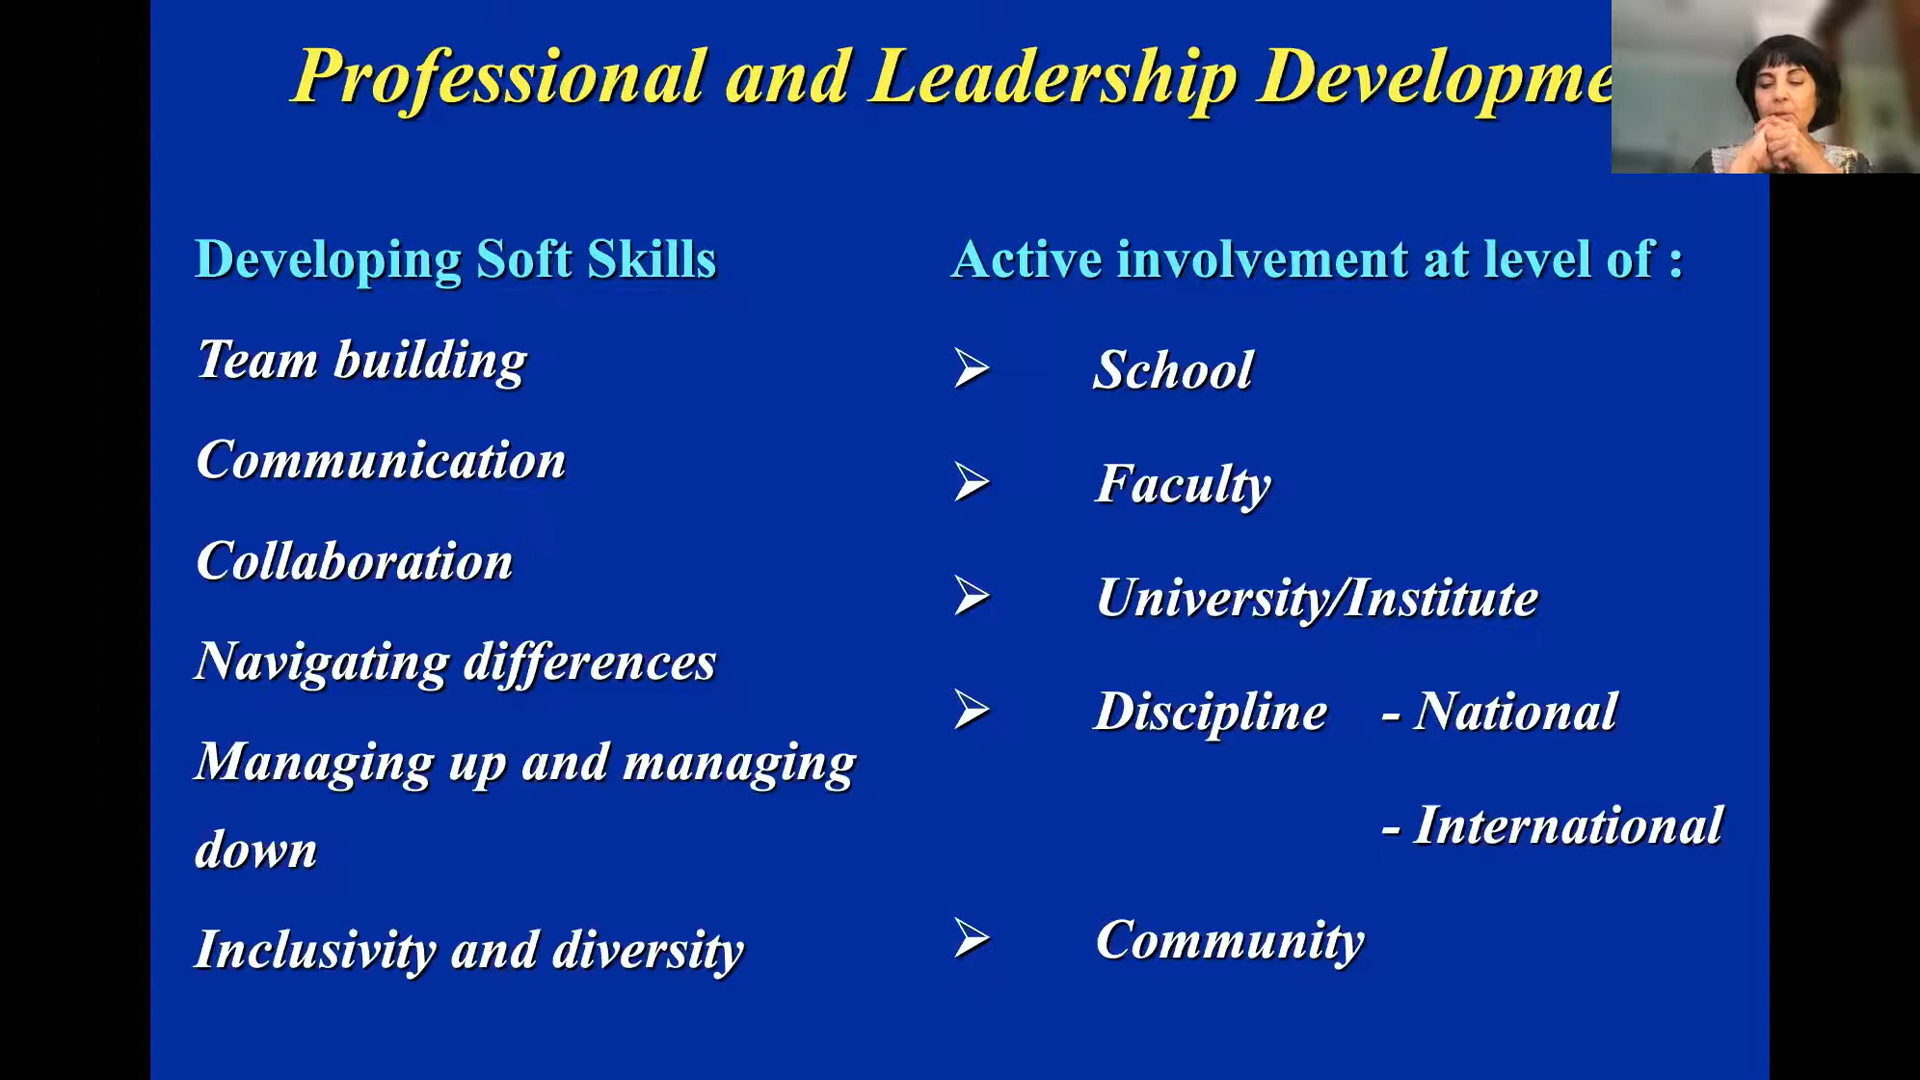 Professional and Leadership Developme
Developing Soft Skills
Team building
Communication
Collaboration
Navigating differences
Managing up and managing
down
Inclusivity and diversity
Active involvement at level of :
School
Faculty
University/Institute
Discipline - National
- International
Community